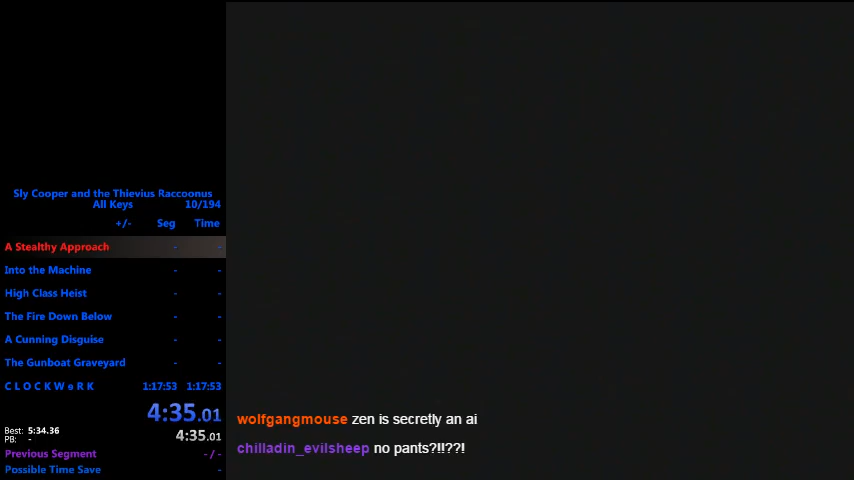 Sly Cooper and the Thievius Raccoonus
All Keys 10/194
+/- Seg Time
A Stealthy Approach - -
Into the Machine - -
High Class Heist - -
The Fire Down Below - -
A Cunning Disguise - -
The Gunboat Graveyard - -
C L O C K W e R K 1:17:53 1:17:53
4:35.01
Best: 5:34.36
PB: -
4:35.01
Previous Segment - / -
Possible Time Save -
wolfgangmouse zen is secretly an ai
chilladin_evilsheep no pants?!!??!